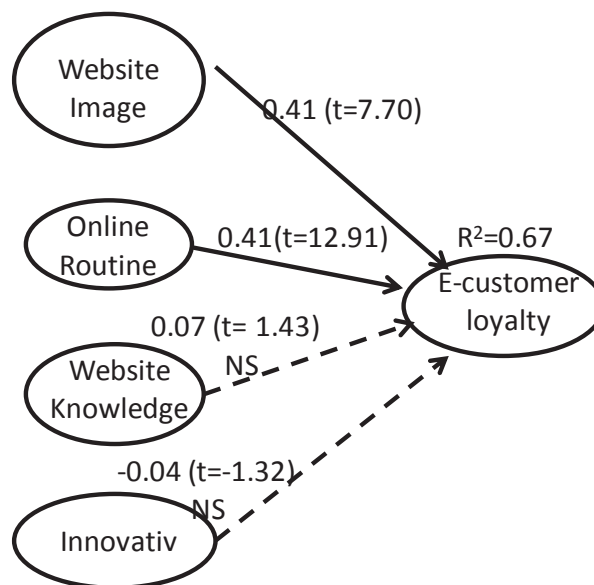 Website
Image
0.41 (t=7.70)
Online
Routine
0.41(t=12.91)
R²=0.67
E-customer
loyalty
0.07 (t= 1.43)
NS
Website
Knowledge
-0.04 (t=-1.32)
NS
Innovativ